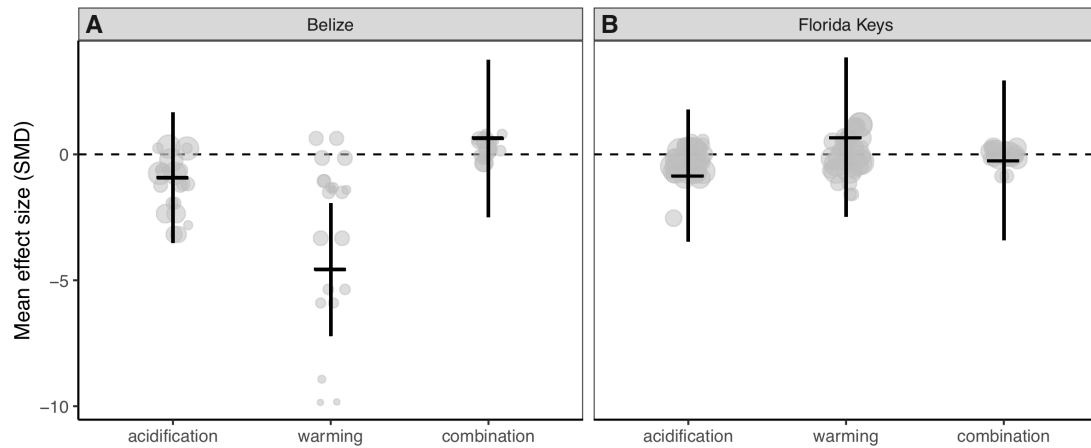 A Belize
B Florida Keys
Mean effect size (SMD)
0
−5
−10
acidification warming combination
acidification warming combination